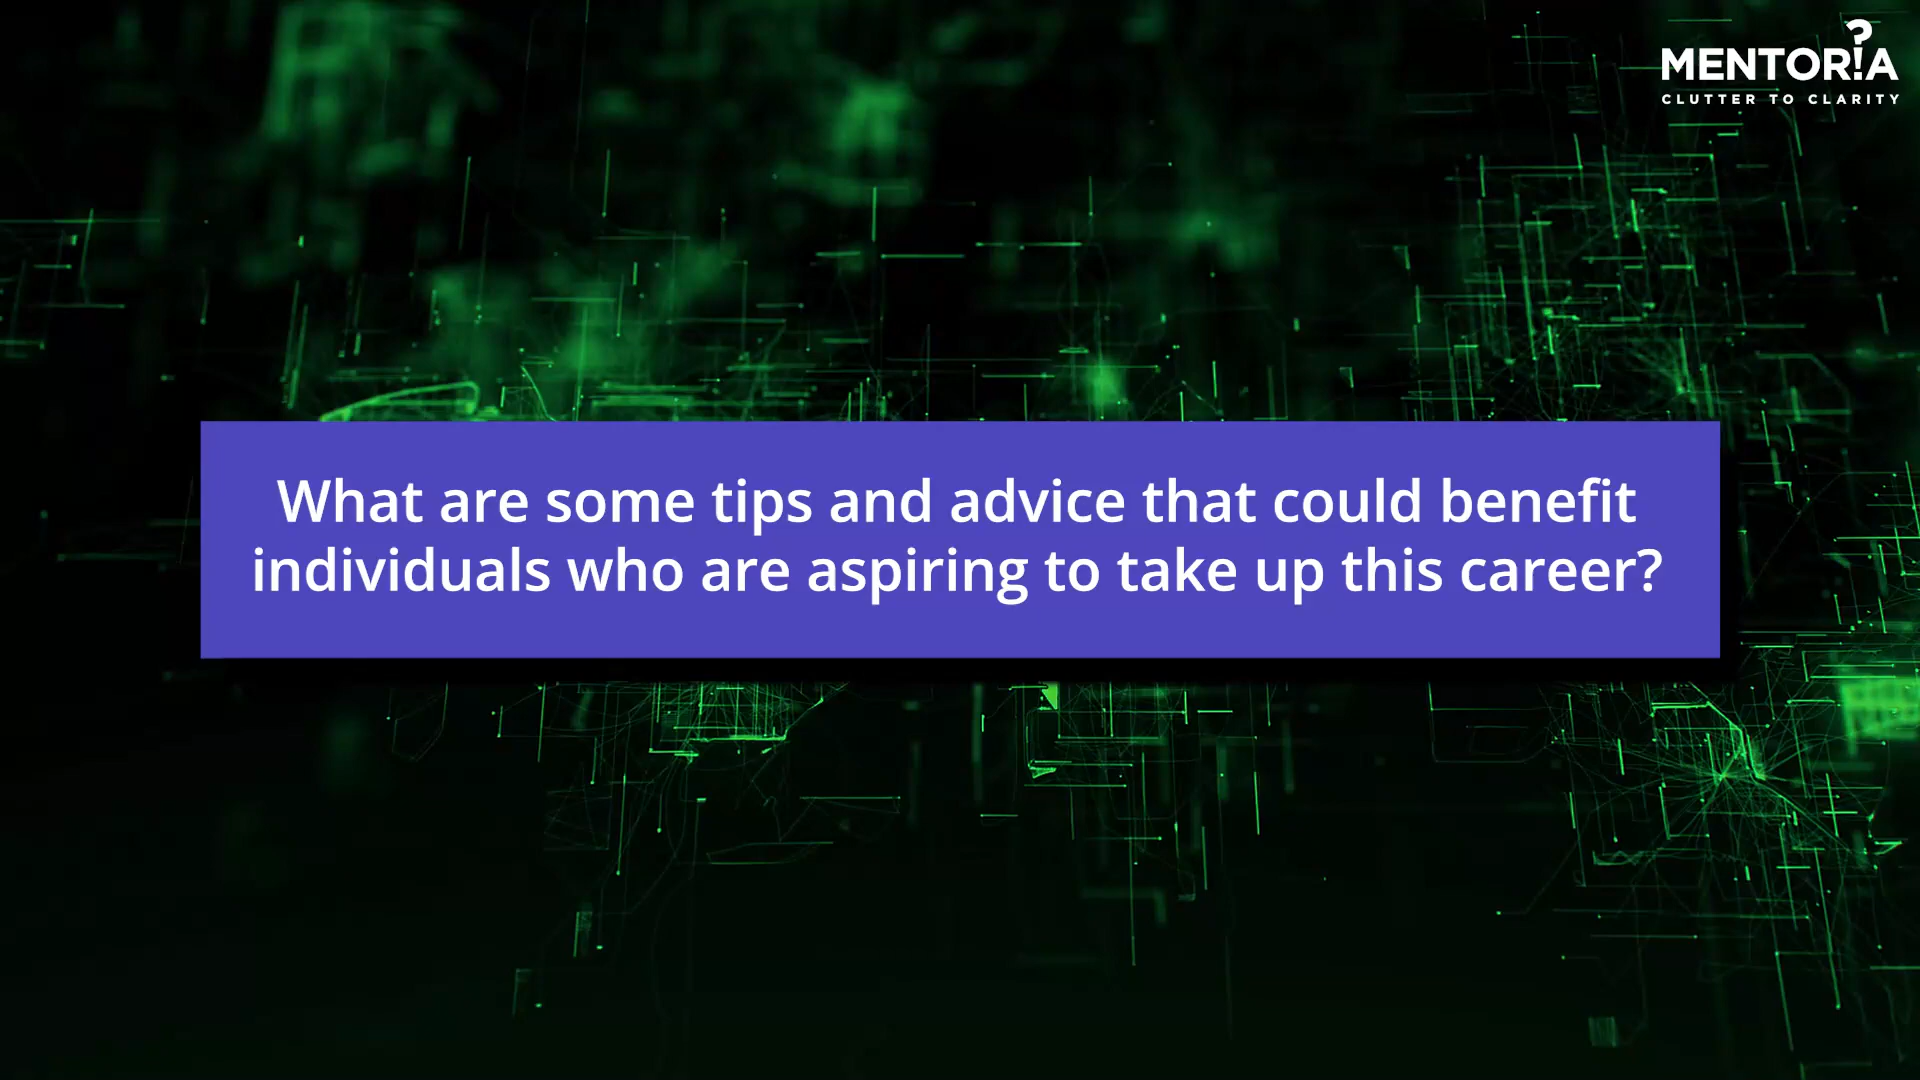 MENTOR!A
CLUTTER TO CLARITY
What are some tips and advice that could benefit
individuals who are aspiring to take up this career?